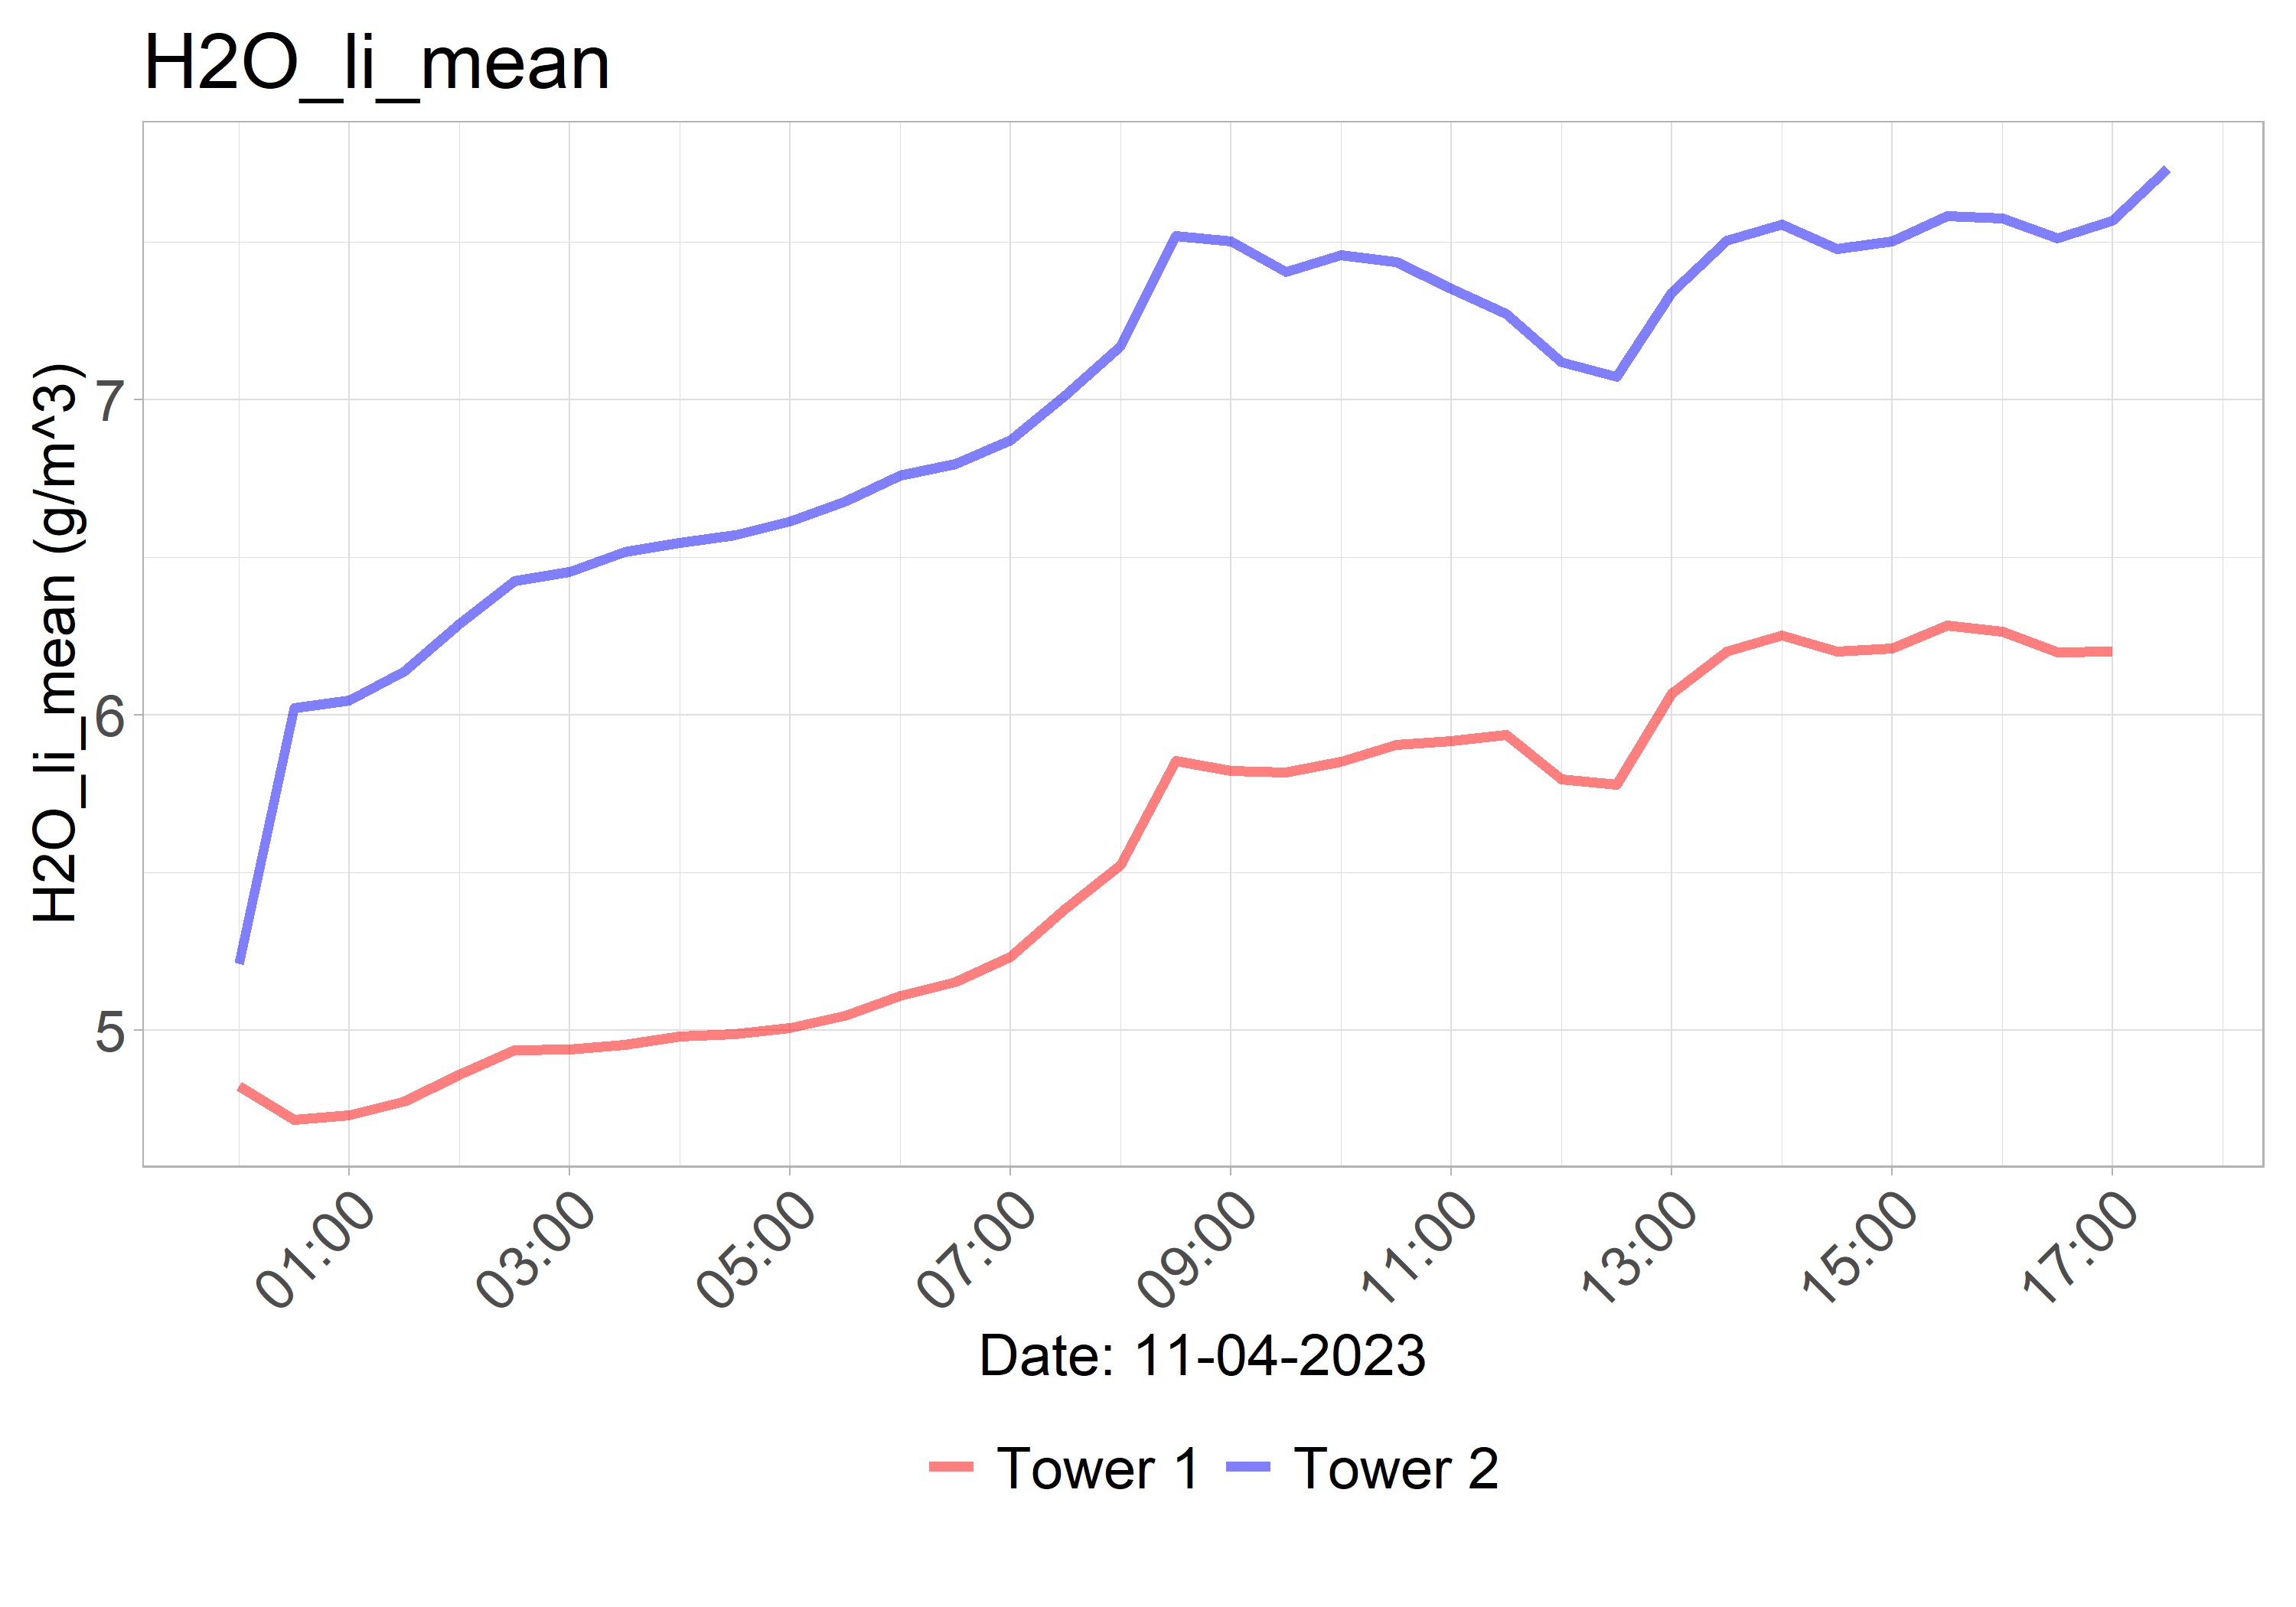 H2O_li_mean
H2O_li_mean (g/m^3)
7
6
5
01:00 03:00 05:00 07:00 09:00 11:00 13:00 15:00 17:00
Date: 11-04-2023
Tower 1 Tower 2